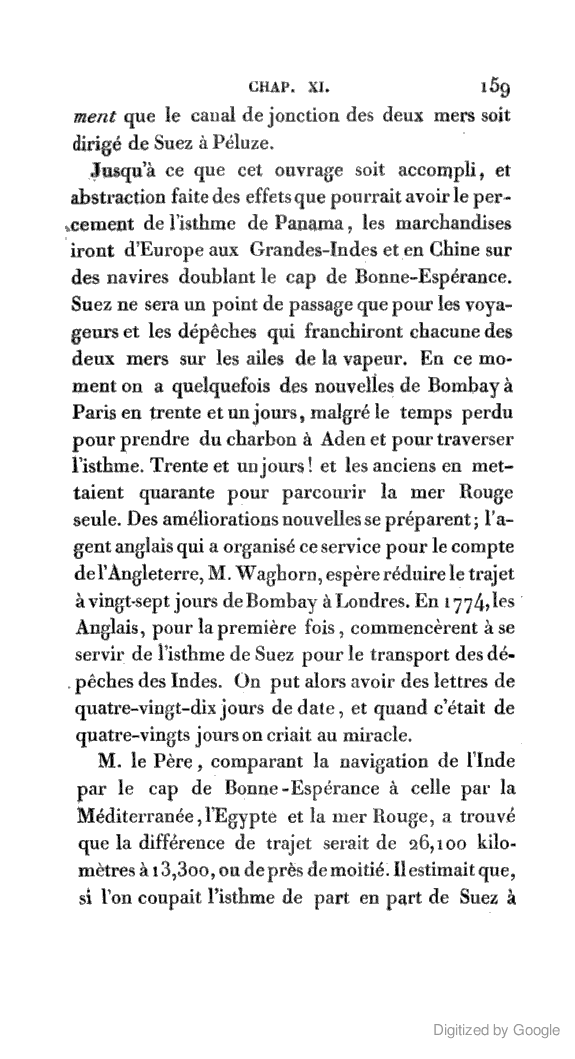 CHAP. XI. 159
ment que le canal de jonction des deux mers soit
dirigé de Suez à Péluze.
Jusqu'à ce que cet ouvrage soit accompli, et
abstraction faite des effets que pourrait avoir le per-
cement de l'isthme de Panama, les marchandises
iront d'Europe aux Grandes-Indes et en Chine sur
des navires doublant le cap de Bonne-Espérance.
Suez ne sera un point de passage que pour les voya-
geurs et les dépêches qui franchiront chacune des
deux mers sur les ailes de la vapeur. En ce mo-
ment on a quelquefois des nouvelles de Bombay à
Paris en trente et un jours, malgré le temps perdu
pour prendre du charbon à Aden et pour traverser
l'isthme. Trente et un jours! et les anciens en met-
taient quarante pour parcourir la mer Rouge
seule. Des améliorations nouvelles se préparent; l'a-
gent anglais qui a organisé ce service pour le compte
de l'Angleterre, M. Waghorn, espère réduire le trajet
à vingt-sept jours de Bombay à Londres. En 1774, les
Anglais, pour la première fois, commencèrent à se
servir de l'isthme de Suez pour le transport des dé-
pêches des Indes. On put alors avoir des lettres de
quatre-vingt-dix jours de date, et quand c'était de
quatre-vingts jours on criait au miracle.
M. le Père, comparant la navigation de l'Inde
par le cap de Bonne-Espérance à celle par la
Méditerranée, l'Egypte et la mer Rouge, a trouvé
que la différence de trajet serait de 26,100 kilo-
mètres à 13,300, ou de près de moitié. Il estimait que,
si l'on coupait l'isthme de part en part de Suez à
Digitized by Google